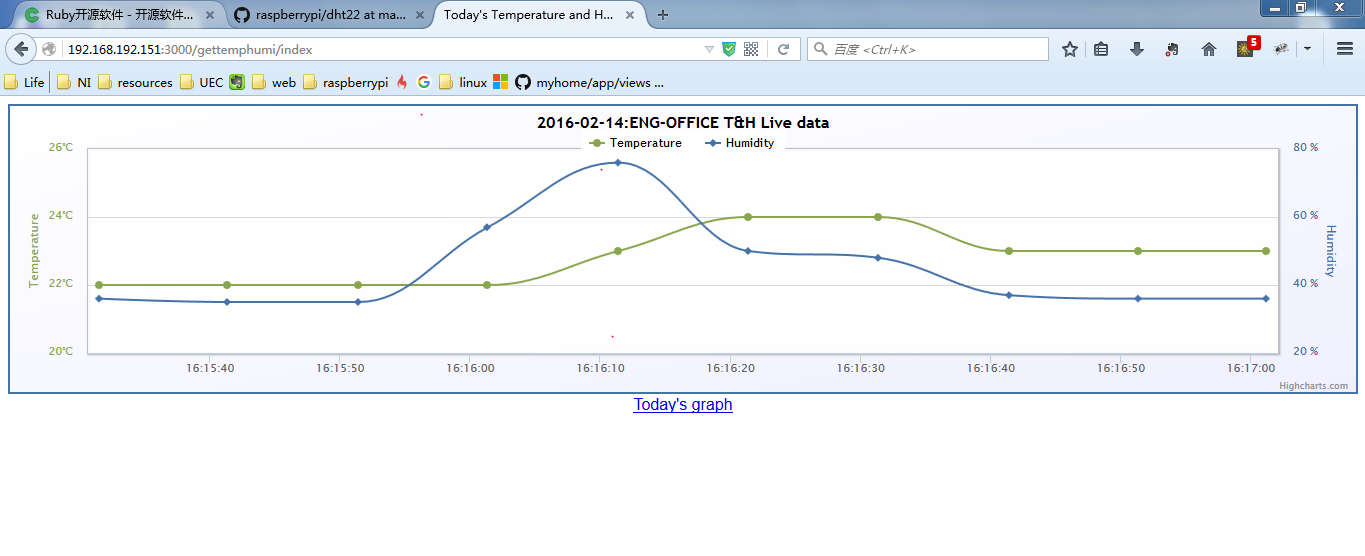 Ruby开源软件 - 开源软件... raspberrypi/dht22 at ma... Today's Temperature and H...
192.168.192.151:3000/gettemphumi/index 百度 <Ctrl+K> 5
Life NI resources UEC web raspberrypi linux myhome/app/views ...
2016-02-14:ENG-OFFICE T&H Live data
Temperature Humidity
26°C 80 %
24°C 60 %
Temperature Humidity
22°C 40 %
20°C 20 %
16:15:40 16:15:50 16:16:00 16:16:10 16:16:20 16:16:30 16:16:40 16:16:50 16:17:00
Highcharts.com
Today's graph